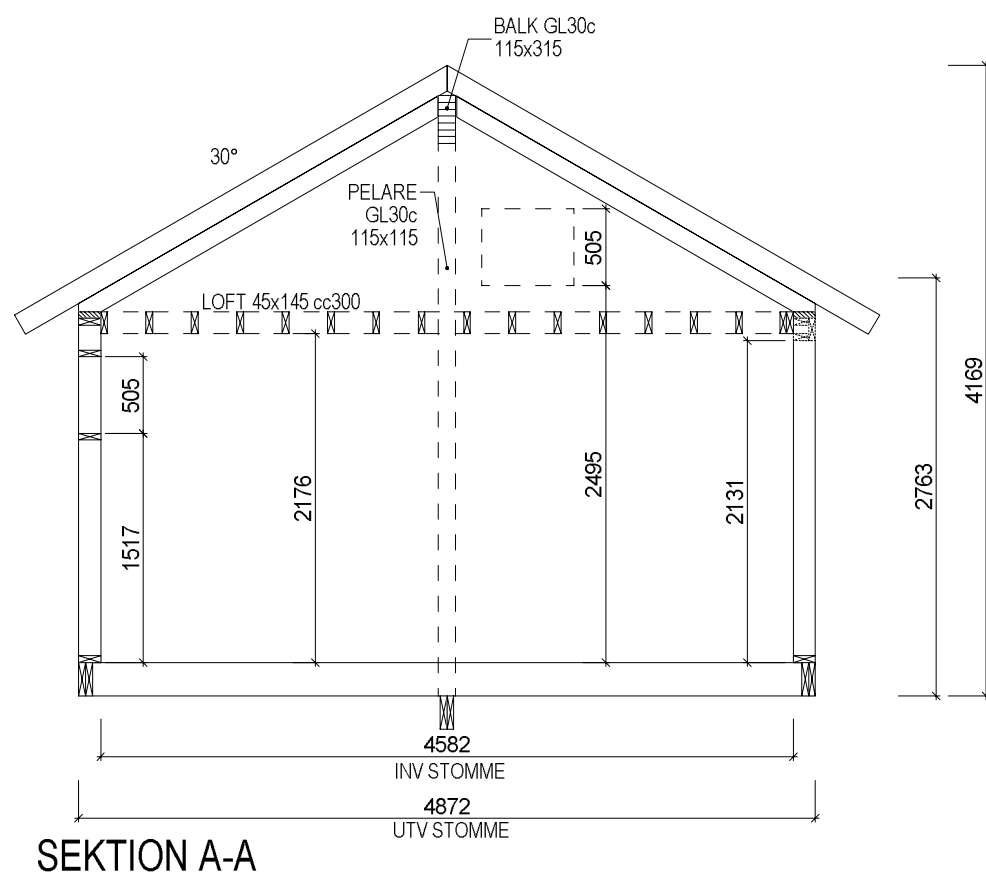 BALK GL30c
115x315
30°
PELARE
GL30c
115x115
505
LOFT 45x145 cc300
4169
505
2176
2495
2131
2763
1517
4582
INV STOMME
4872
UTV STOMME
SEKTION A-A